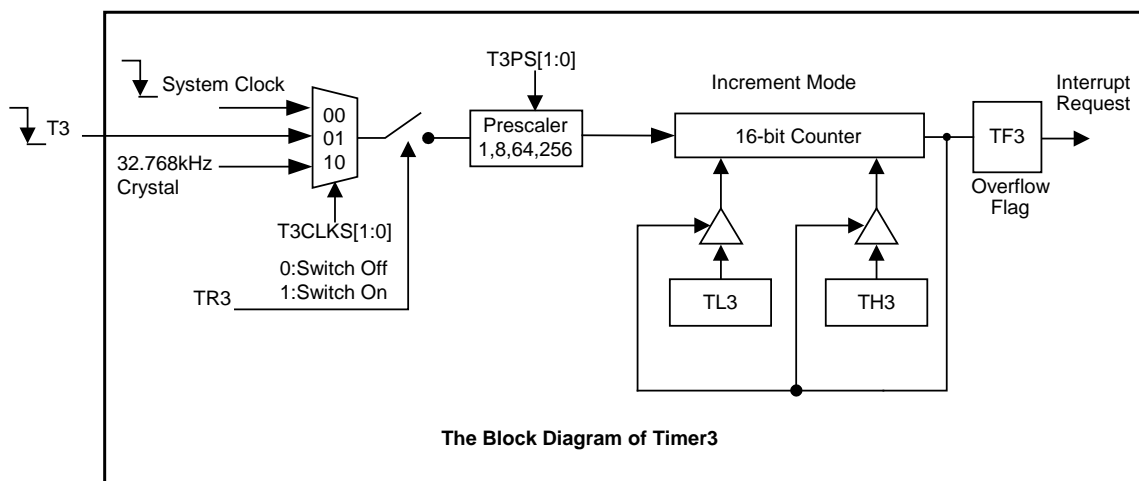 T3PS[1:0]
System Clock
Increment Mode
Interrupt
Request
T3
00
01
10
Prescaler
1,8,64,256
16-bit Counter
TF3
32.768kHz
Crystal
Overflow
Flag
T3CLKS[1:0]
0:Switch Off
1:Switch On
TR3
TL3
TH3
The Block Diagram of Timer3